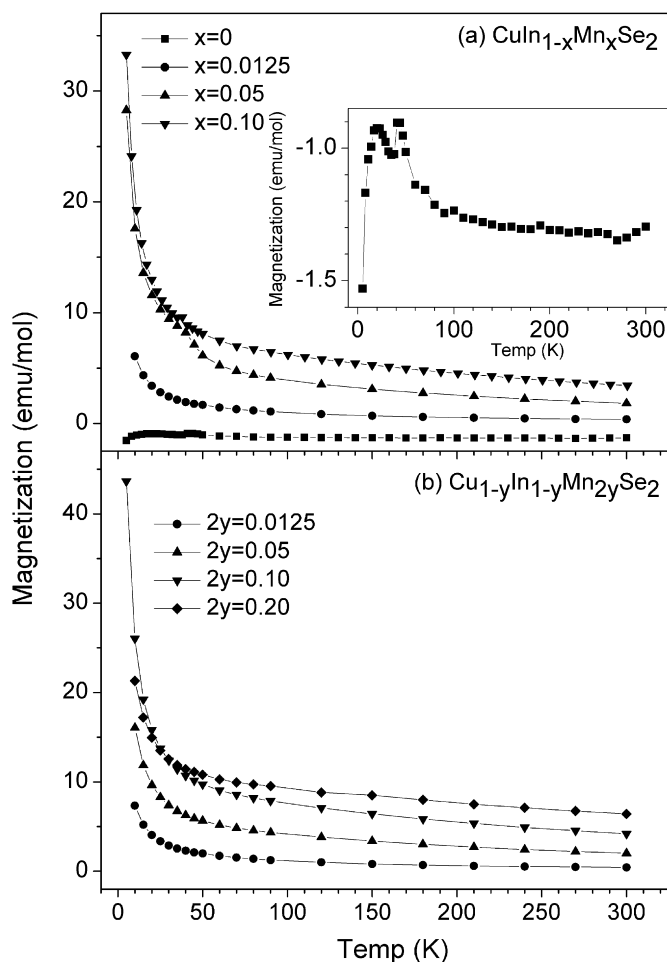 (a) CuIn1-xMnxSe2
x=0
x=0.0125
x=0.05
x=0.10
30
20
10
0
Magnetization (emu/mol)
-1.0
-1.5
0 100 200 300
Temp (K)
Magnetization (emu/mol)
(b) Cu1-yIn1-yMn2ySe2
2y=0.0125
2y=0.05
2y=0.10
2y=0.20
40
30
20
10
0
0 50 100 150 200 250 300
Temp (K)